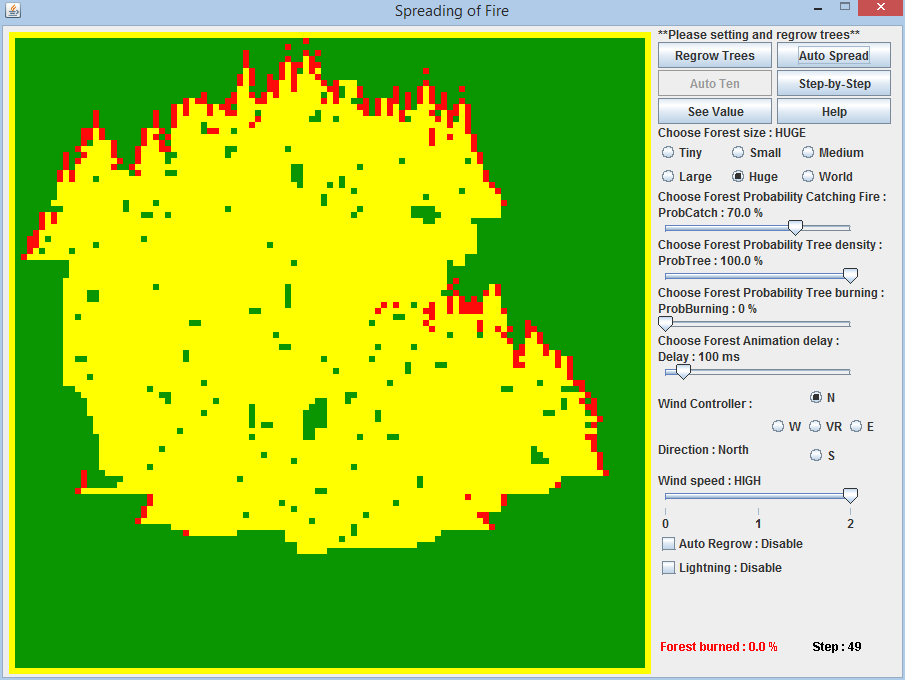 Spreading of Fire
**Please setting and regrow trees**
Regrow Trees Auto Spread
Auto Ten Step-by-Step
See Value Help
Choose Forest size : HUGE
Tiny Small Medium
Large Huge World
Choose Forest Probability Catching Fire :
ProbCatch : 70.0 %
Choose Forest Probability Tree density :
ProbTree : 100.0 %
Choose Forest Probability Tree burning :
ProbBurning : 0 %
Choose Forest Animation delay :
Delay : 100 ms
N
Wind Controller :
W VR E
Direction : North
S
Wind speed : HIGH
0 1 2
Auto Regrow : Disable
Lightning : Disable
Forest burned : 0.0 % Step : 49